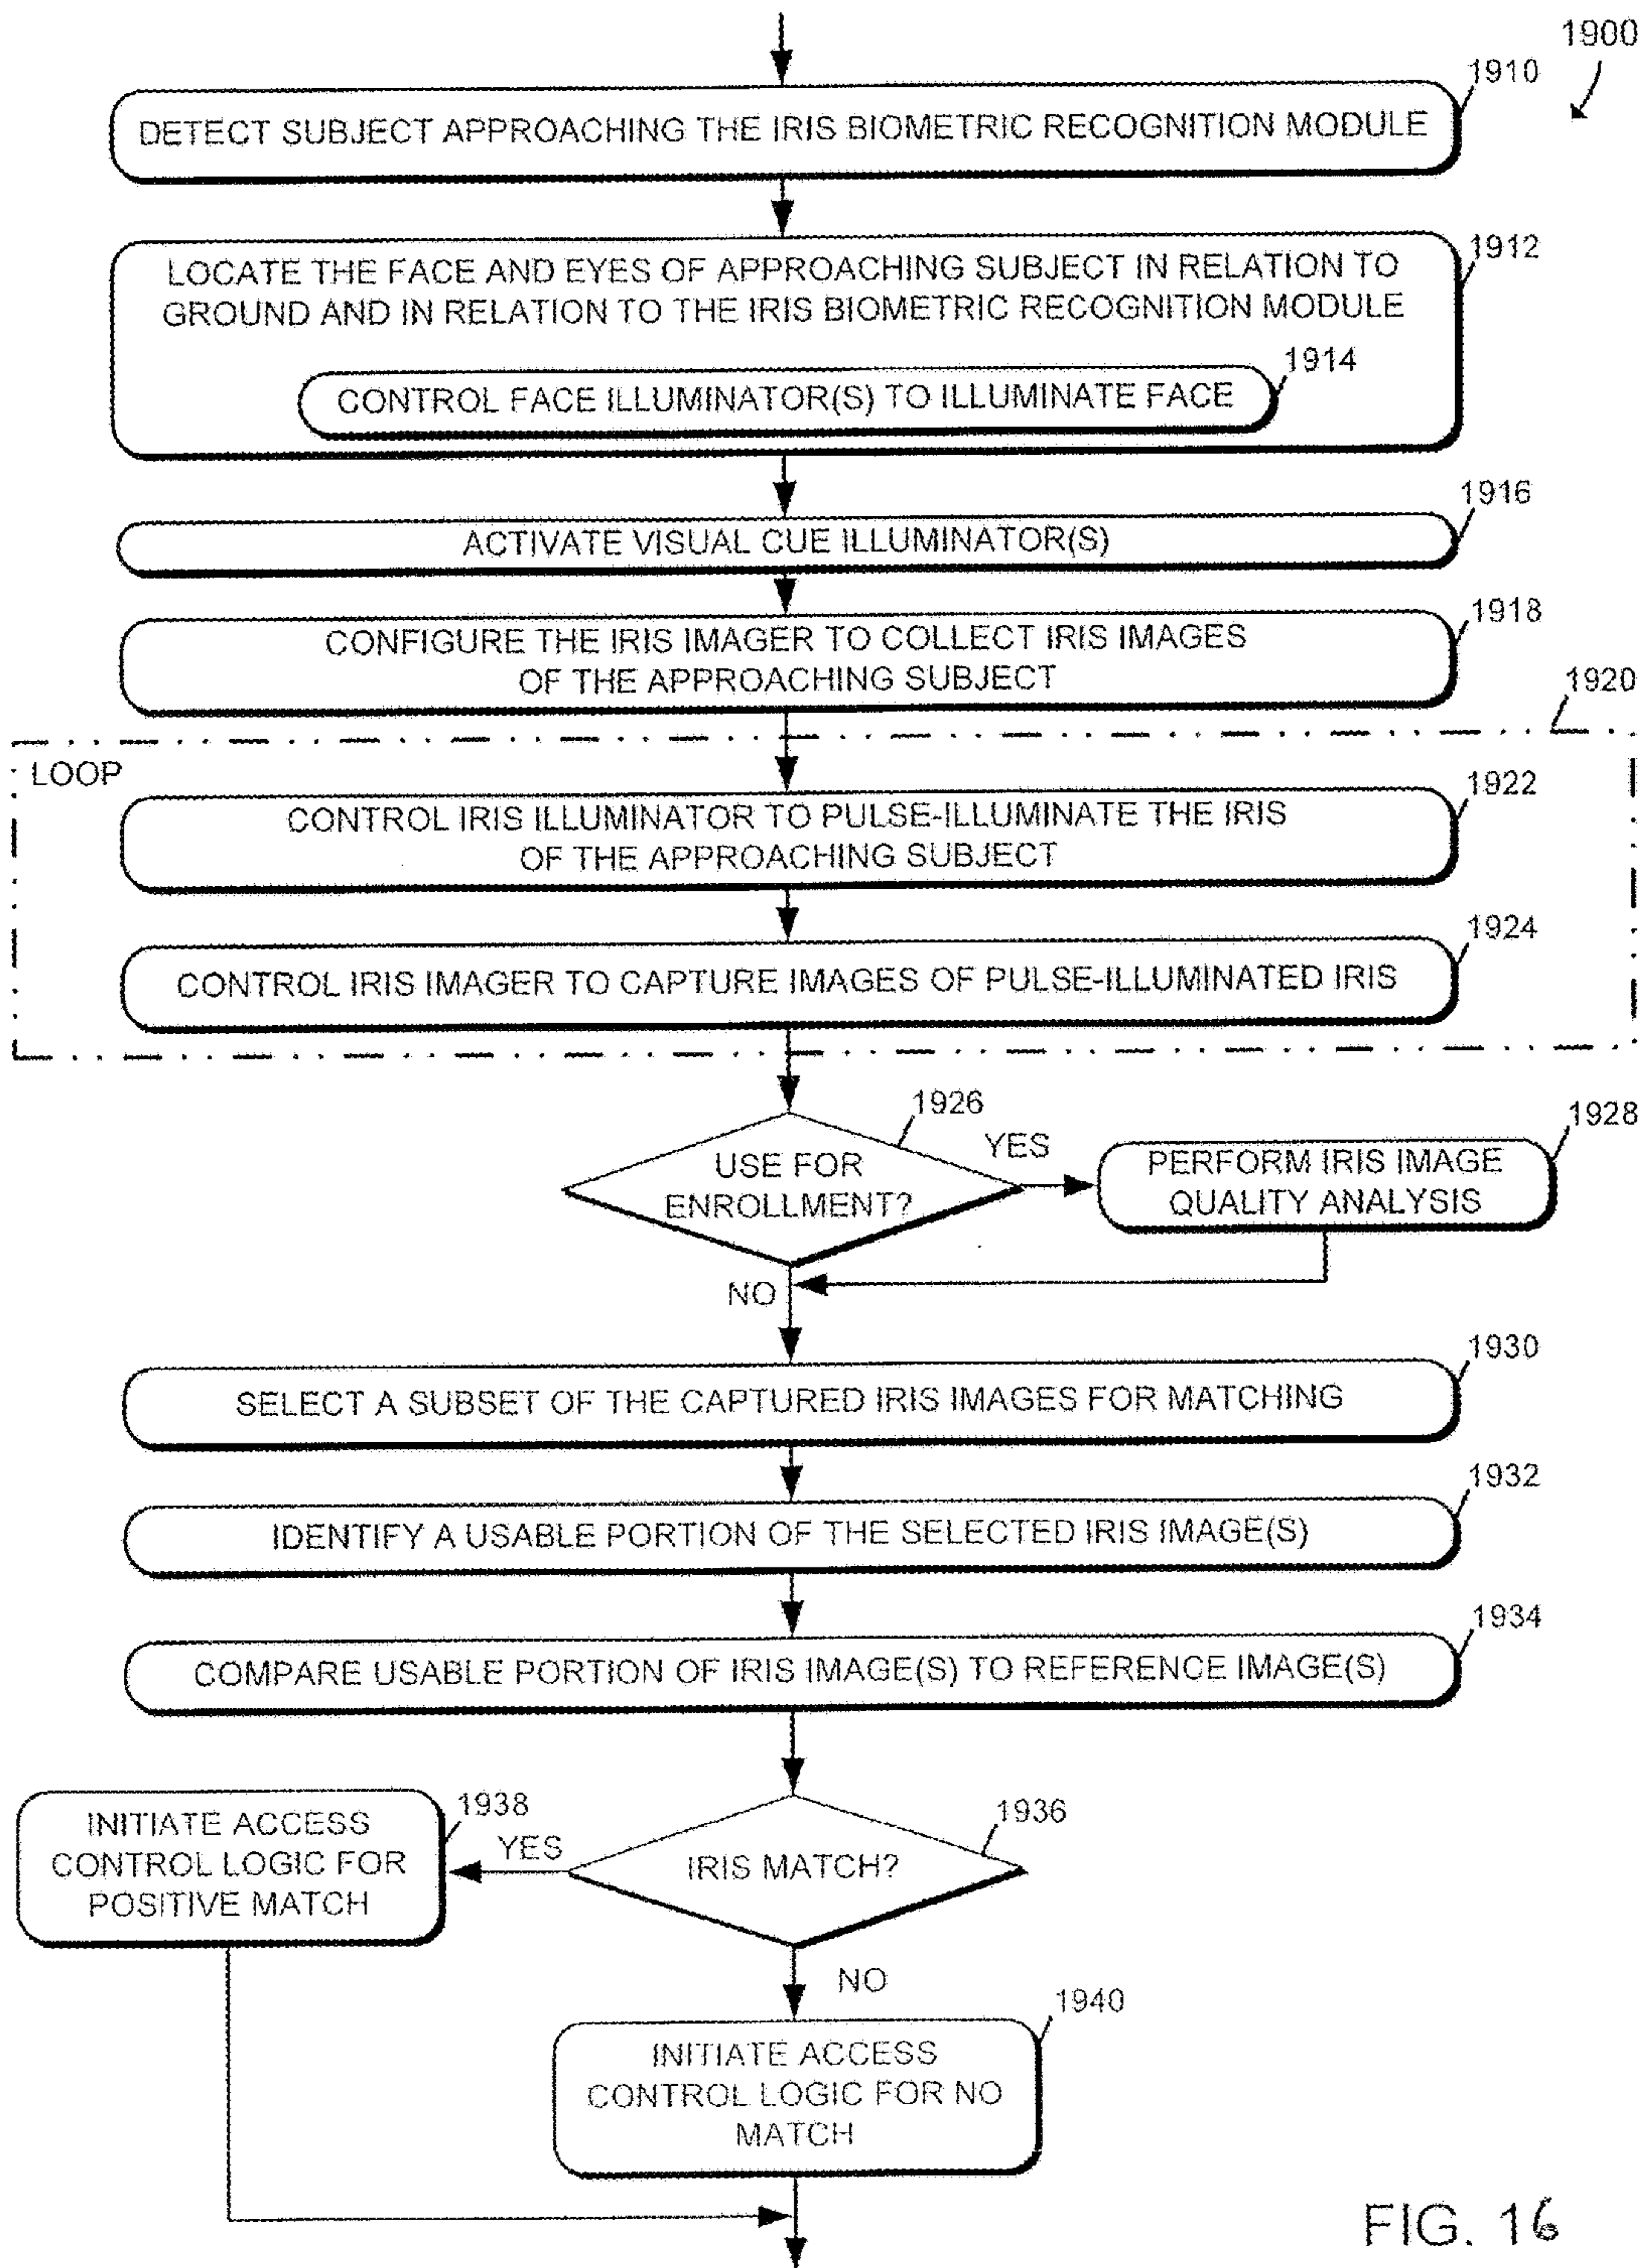 1900
1910
DETECT SUBJECT APPROACHING THE IRIS BIOMETRIC RECOGNITION MODULE
1912
LOCATE THE FACE AND EYES OF APPROACHING SUBJECT IN RELATION TO
GROUND AND IN RELATION TO THE IRIS BIOMETRIC RECOGNITION MODULE
1914
CONTROL FACE ILLUMINATOR(S) TO ILLUMINATE FACE
1916
ACTIVATE VISUAL CUE ILLUMINATOR(S)
1918
CONFIGURE THE IRIS IMAGER TO COLLECT IRIS IMAGES
OF THE APPROACHING SUBJECT
1920
LOOP
1922
CONTROL IRIS ILLUMINATOR TO PULSE-ILLUMINATE THE IRIS
OF THE APPROACHING SUBJECT
1924
CONTROL IRIS IMAGER TO CAPTURE IMAGES OF PULSE-ILLUMINATED IRIS
1926
USE FOR
ENROLLMENT?
YES
1928
PERFORM IRIS IMAGE
QUALITY ANALYSIS
NO
1930
SELECT A SUBSET OF THE CAPTURED IRIS IMAGES FOR MATCHING
1932
IDENTIFY A USABLE PORTION OF THE SELECTED IRIS IMAGE(S)
1934
COMPARE USABLE PORTION OF IRIS IMAGE(S) TO REFERENCE IMAGE(S)
1936
IRIS MATCH?
YES
1938
INITIATE ACCESS
CONTROL LOGIC FOR
POSITIVE MATCH
NO
1940
INITIATE ACCESS
CONTROL LOGIC FOR NO
MATCH
FIG. 16